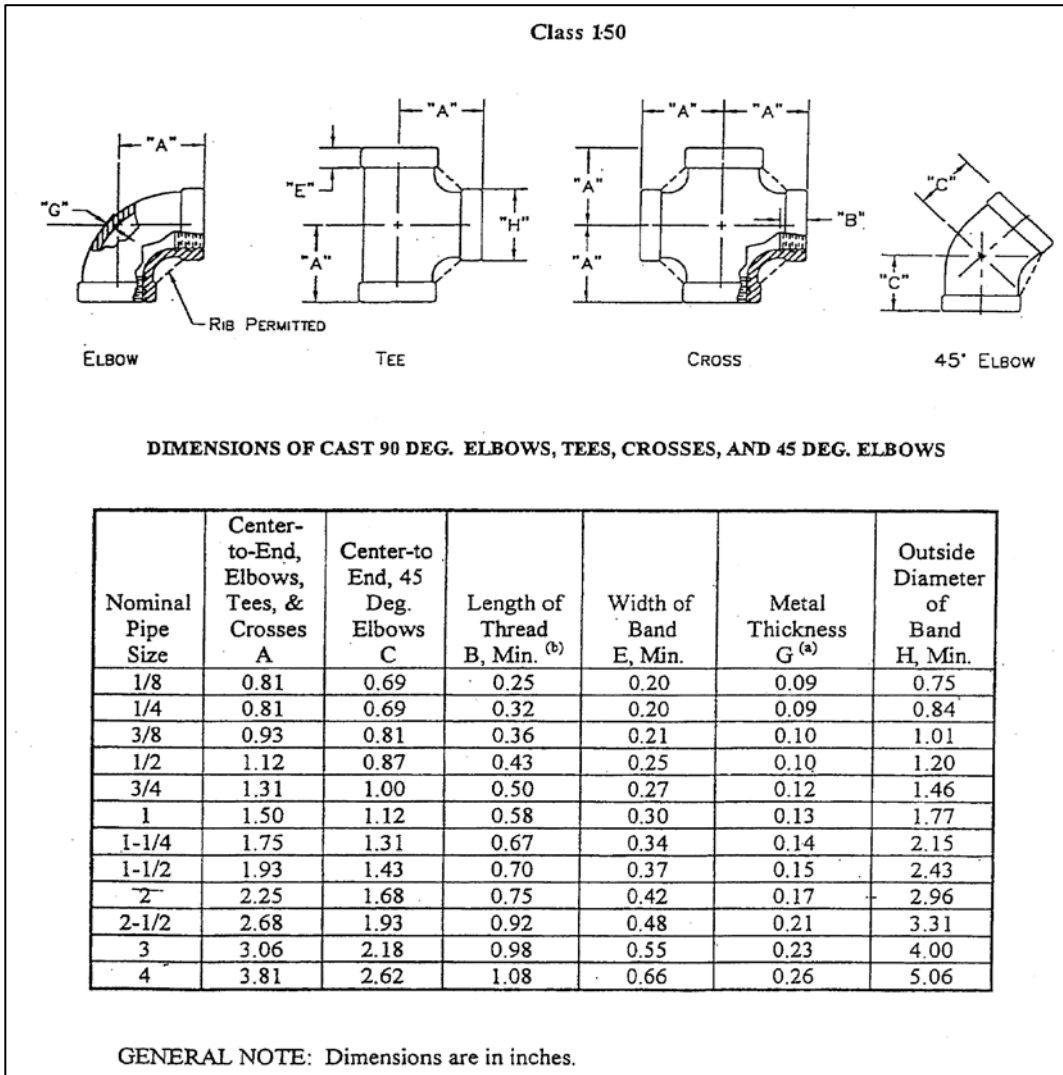 Class 150
"A"
"A" "A"
"A"
"C"
"E"
"A"
"G"
"H"
"B"
"A"
"A"
"C"
RIB PERMITTED
ELBOW TEE CROSS 45° ELBOW
DIMENSIONS OF CAST 90 DEG. ELBOWS, TEES, CROSSES, AND 45 DEG. ELBOWS
Nominal Pipe Size
Center-to-End, Elbows, Tees, & Crosses A
Center-to End, 45 Deg. Elbows C
Length of Thread B, Min. (b)
Width of Band E, Min.
Metal Thickness G (a)
Outside Diameter of Band H, Min.
1/8 0.81 0.69 0.25 0.20 0.09 0.75
1/4 0.81 0.69 0.32 0.20 0.09 0.84
3/8 0.93 0.81 0.36 0.21 0.10 1.01
1/2 1.12 0.87 0.43 0.25 0.10 1.20
3/4 1.31 1.00 0.50 0.27 0.12 1.46
1 1.50 1.12 0.58 0.30 0.13 1.77
1-1/4 1.75 1.31 0.67 0.34 0.14 2.15
1-1/2 1.93 1.43 0.70 0.37 0.15 2.43
2 2.25 1.68 0.75 0.42 0.17 2.96
2-1/2 2.68 1.93 0.92 0.48 0.21 3.31
3 3.06 2.18 0.98 0.55 0.23 4.00
4 3.81 2.62 1.08 0.66 0.26 5.06
GENERAL NOTE: Dimensions are in inches.